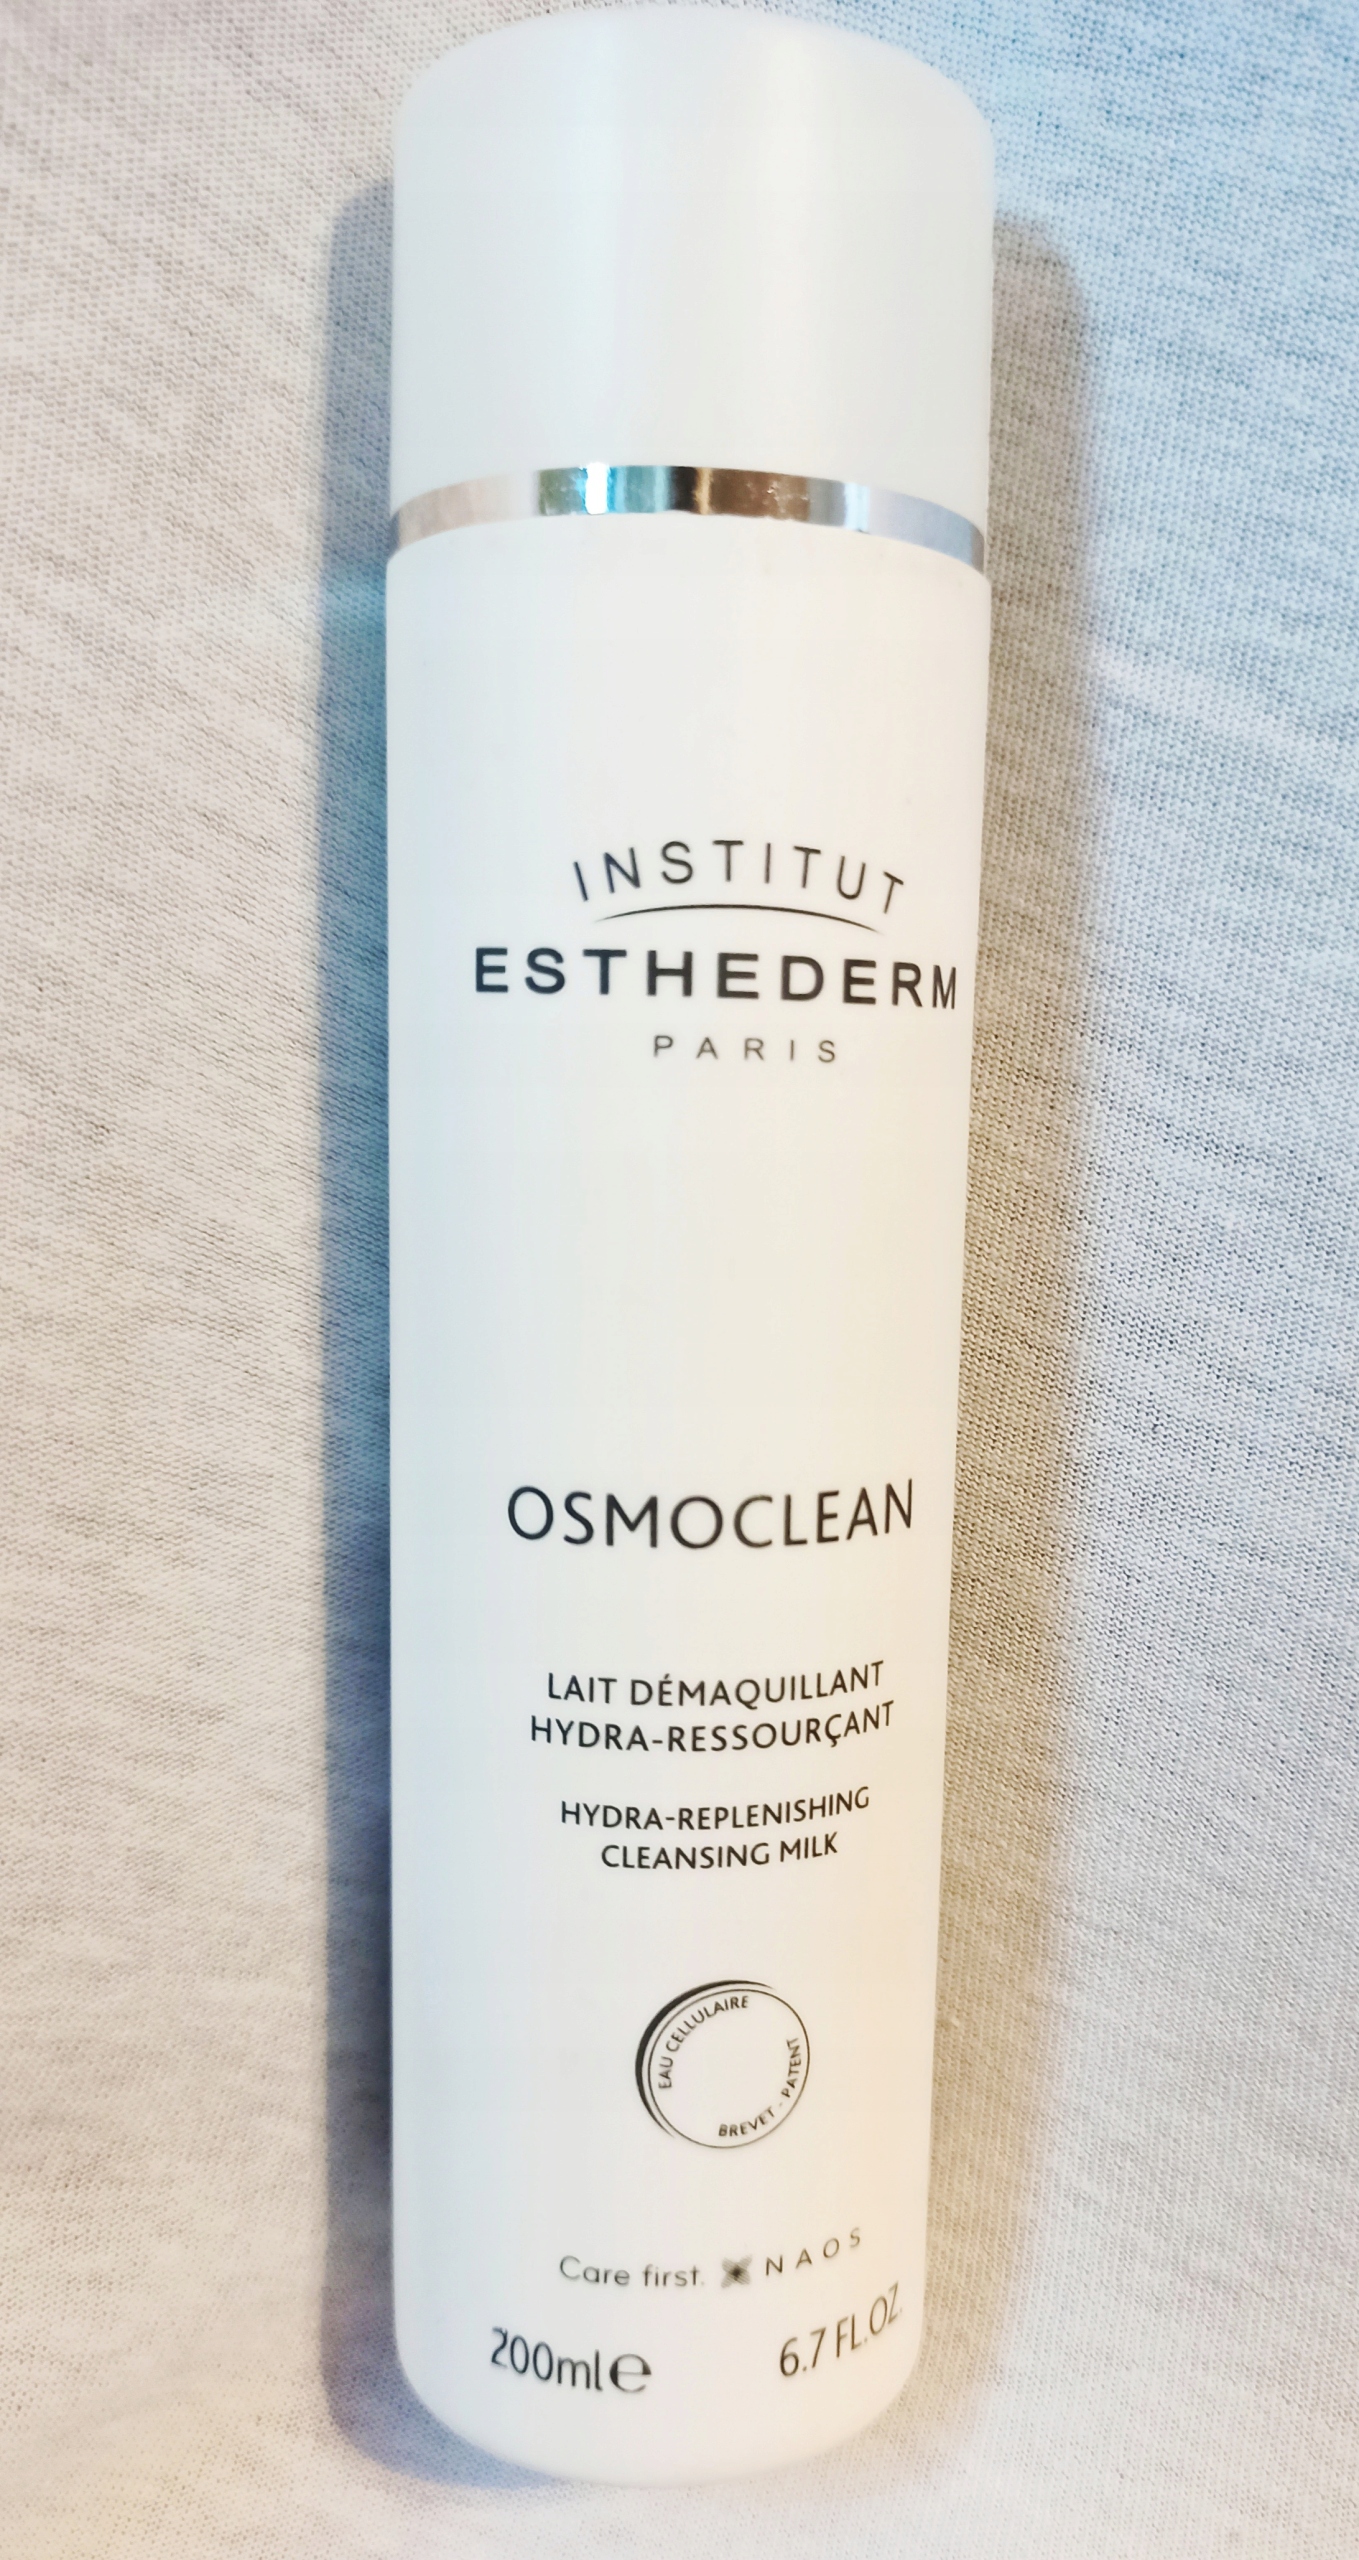 INSTITUT
ESTHEDERM
PARIS
OSMOCLEAN
LAIT DÉMAQUILLANT
HYDRA-RESSOURÇANT
HYDRA-REPLENISHING
CLEANSING MILK
EAU CELLULAIRE
BREVET - PATENT
Care first. NAOS
200ml e 6.7 FL.OZ.